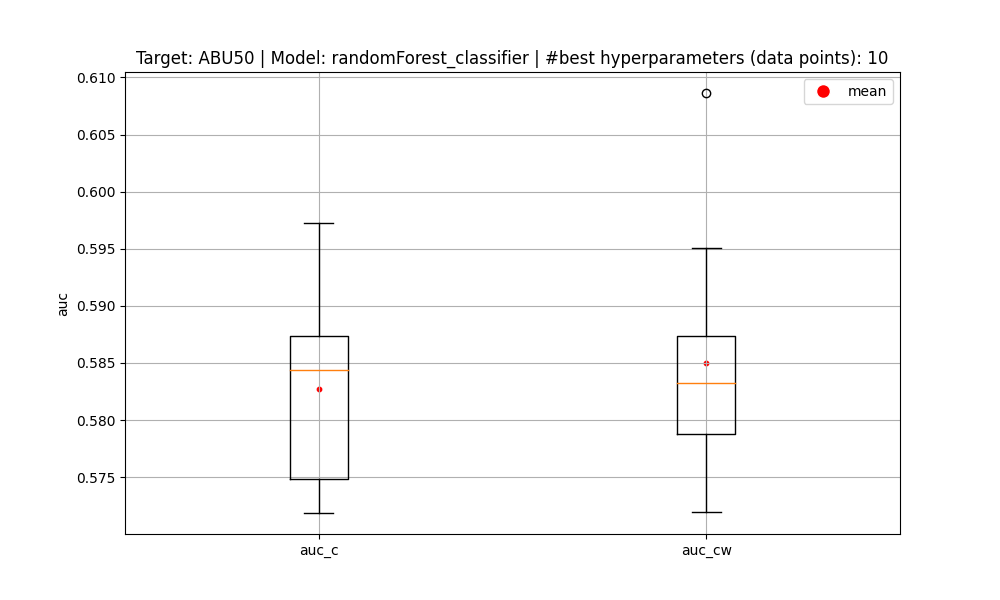 Target: ABU50 | Model: randomForest_classifier | #best hyperparameters (data points): 10
mean
0.610
0.605
0.600
0.595
0.590
0.585
0.580
0.575
auc
auc_c
auc_cw